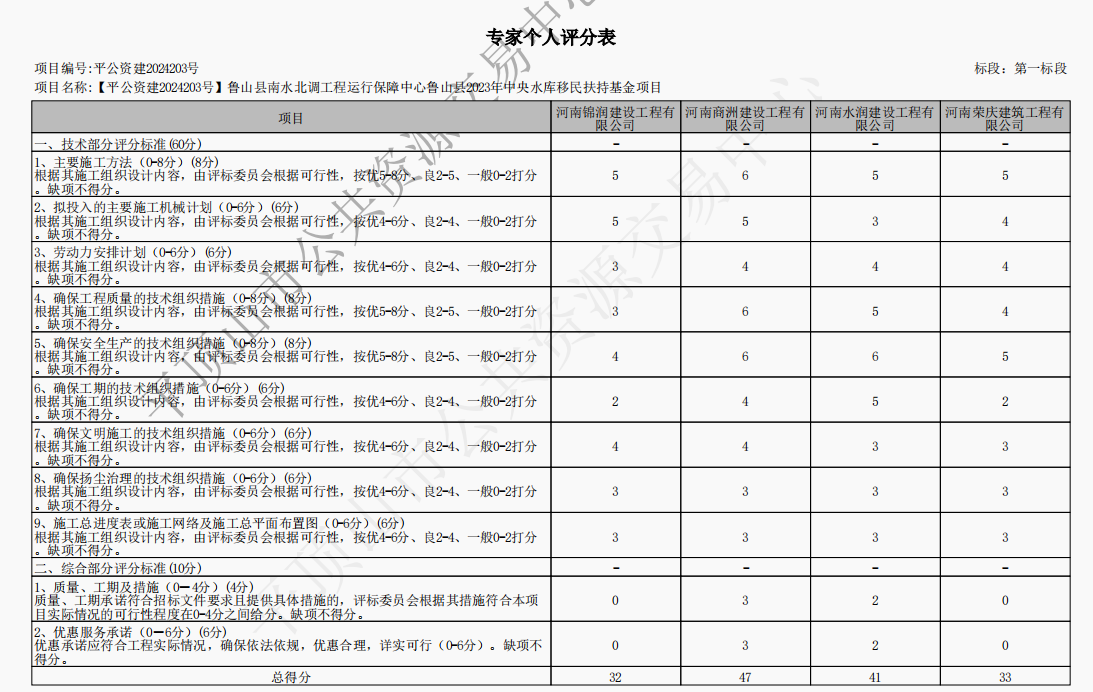 专家个人评分表
项目编号:平公资建2024203号 标段：第一标段
项目名称:【平公资建2024203号】鲁山县南水北调工程运行保障中心鲁山县2023年中央水库移民扶持基金项目
项目 河南锦润建设工程有限公司 河南商洲建设工程有限公司 河南水润建设工程有限公司 河南荣庆建筑工程有限公司
一、技术部分评分标准(60分) - - - -
1、主要施工方法（0-8分）(8分)
根据其施工组织设计内容，由评标委员会根据可行性，按优5-8分、良2-5、一般0-2打分 5 6 5 5
。缺项不得分。
2、拟投入的主要施工机械计划（0-6分）(6分)
根据其施工组织设计内容，由评标委员会根据可行性，按优4-6分、良2-4、一般0-2打分 5 5 3 4
。缺项不得分。
3、劳动力安排计划（0-6分）(6分)
根据其施工组织设计内容，由评标委员会根据可行性，按优4-6分、良2-4、一般0-2打分 3 4 4 4
。缺项不得分。
4、确保工程质量的技术组织措施（0-8分）(8分)
根据其施工组织设计内容，由评标委员会根据可行性，按优5-8分、良2-5、一般0-2打分 3 6 5 4
。缺项不得分。
5、确保安全生产的技术组织措施（0-8分）(8分)
根据其施工组织设计内容，由评标委员会根据可行性，按优5-8分、良2-5、一般0-2打分 4 6 6 5
。缺项不得分。
6、确保工期的技术组织措施（0-6分）(6分)
根据其施工组织设计内容，由评标委员会根据可行性，按优4-6分、良2-4、一般0-2打分 2 4 5 2
。缺项不得分。
7、确保文明施工的技术组织措施（0-6分）(6分)
根据其施工组织设计内容，由评标委员会根据可行性，按优4-6分、良2-4、一般0-2打分 4 4 3 3
。缺项不得分。
8、确保扬尘治理的技术组织措施（0-6分）(6分)
根据其施工组织设计内容，由评标委员会根据可行性，按优4-6分、良2-4、一般0-2打分 3 3 3 3
。缺项不得分。
9、施工总进度表或施工网络及施工总平面布置图（0-6分）(6分)
根据其施工组织设计内容，由评标委员会根据可行性，按优4-6分、良2-4、一般0-2打分 3 3 3 3
。缺项不得分。
二、综合部分评分标准(10分) - - - -
1、质量、工期及措施（0—4分）(4分)
质量、工期承诺符合招标文件要求且提供具体措施的，评标委员会根据其措施符合本项 0 3 2 0
目实际情况的可行性程度在0-4分之间给分。缺项不得分。
2、优惠服务承诺（0—6分）(6分)
优惠承诺应符合工程实际情况，确保依法依规，优惠合理，详实可行（0-6分）。缺项不 0 3 2 0
得分。
总得分 32 47 41 33
平顶山市公共资源交易中心
平顶山市公共资源交易中心